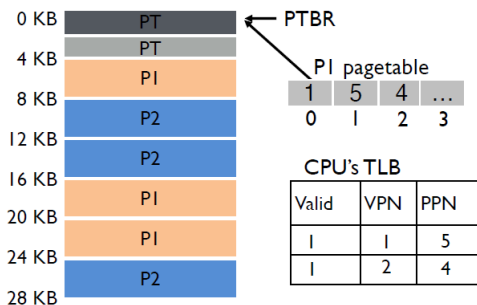 0 KB
PT
PT
4 KB
P1
8 KB
P2
12 KB
P2
16 KB
P1
20 KB
P1
24 KB
P2
28 KB
PTBR
P1 pagetable
1 5 4 ...
0 1 2 3
CPU's TLB
Valid VPN PPN
1 1 5
1 2 4